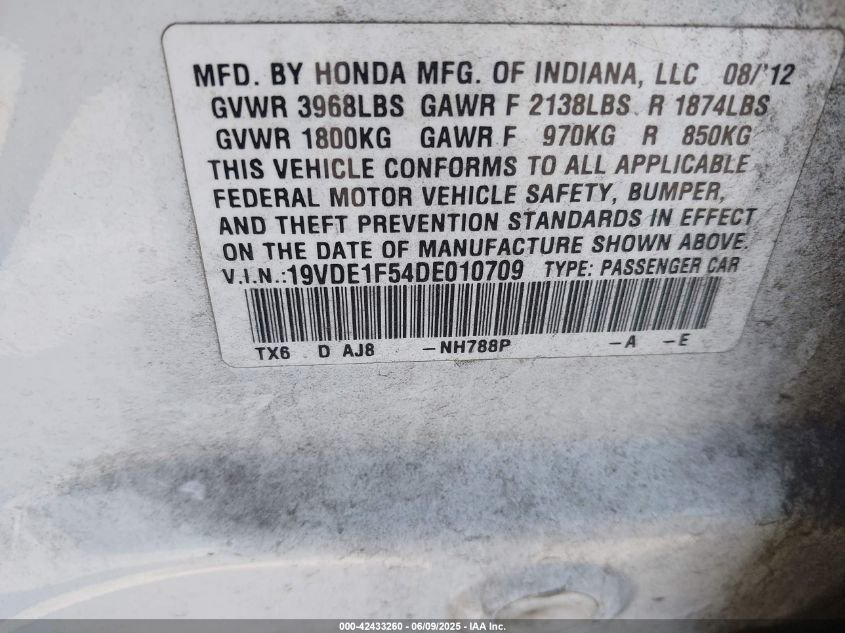 MFD. BY HONDA MFG. OF INDIANA, LLC 08/'12
GVWR 3968LBS GAWR F 2138LBS R 1874LBS
GVWR 1800KG GAWR F 970KG R 850KG
THIS VEHICLE CONFORMS TO ALL APPLICABLE
FEDERAL MOTOR VEHICLE SAFETY, BUMPER,
AND THEFT PREVENTION STANDARDS IN EFFECT
ON THE DATE OF MANUFACTURE SHOWN ABOVE.
V.I.N.:19VDE1F54DE010709 TYPE: PASSENGER CAR
TX6 D AJ8 -NH788P -A -E
000-42433260 - 06/09/2025 - IAA Inc.